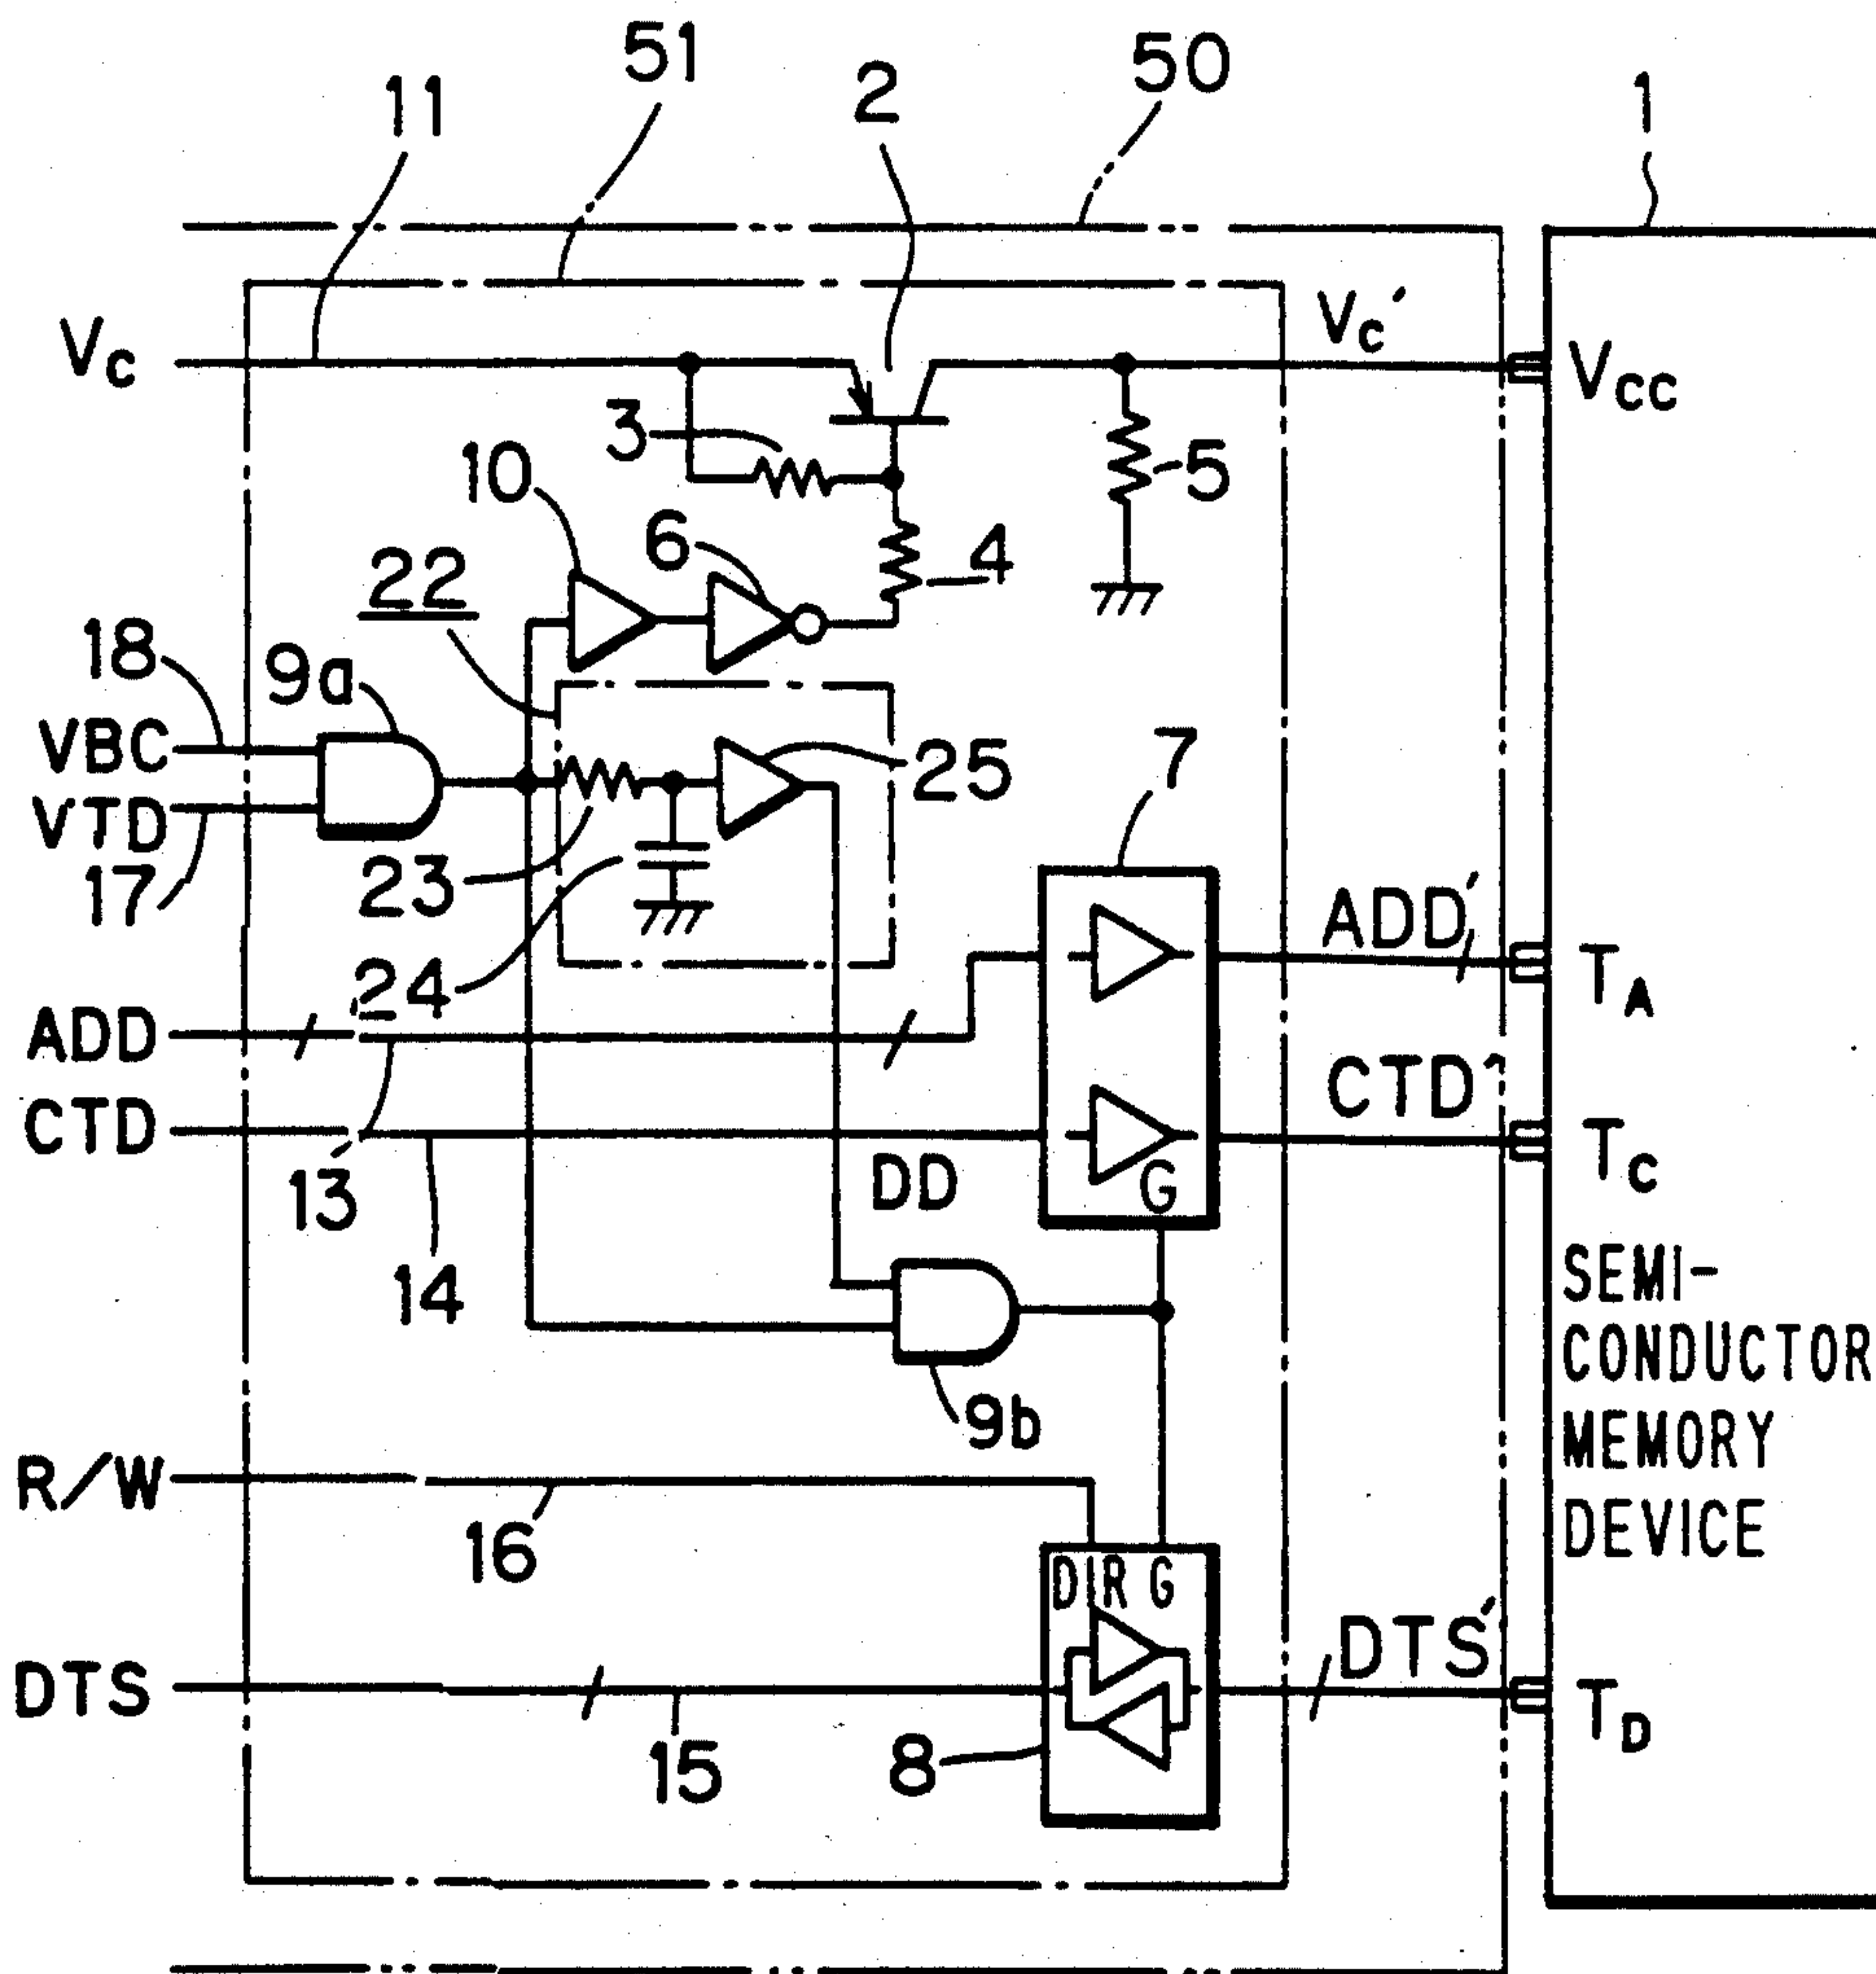 51
50
11
2
1
Vc
Vc'
VCC
3
10
5
6
4
22
18
9a
VBC
25
7
VTD
23
17
ADD'
24
TA
ADD
CTD'
CTD
TC
13
DD
G
14
SEMI-
CONDUCTOR
MEMORY
DEVICE
9b
R/W
16
DIR G
DTS'
DTS
TD
15
8